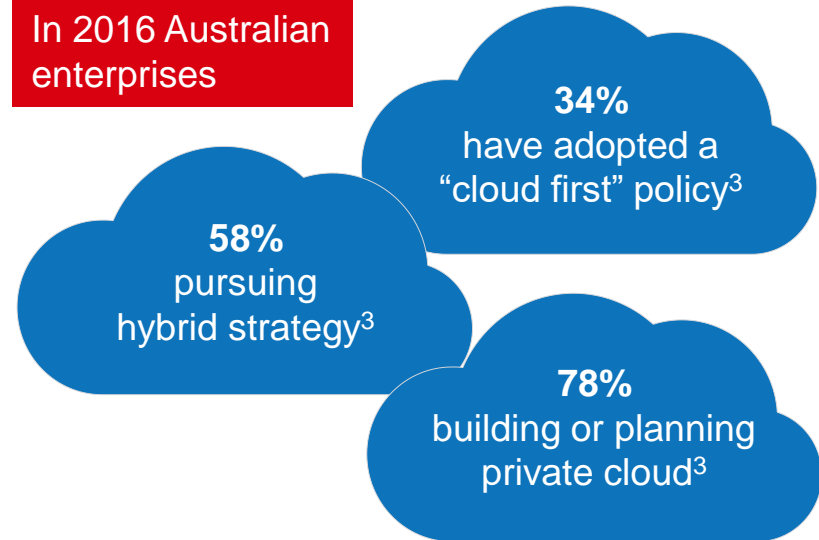 In 2016 Australian
enterprises
34%
have adopted a
“cloud first” policy³
58%
pursuing
hybrid strategy³
78%
building or planning
private cloud³